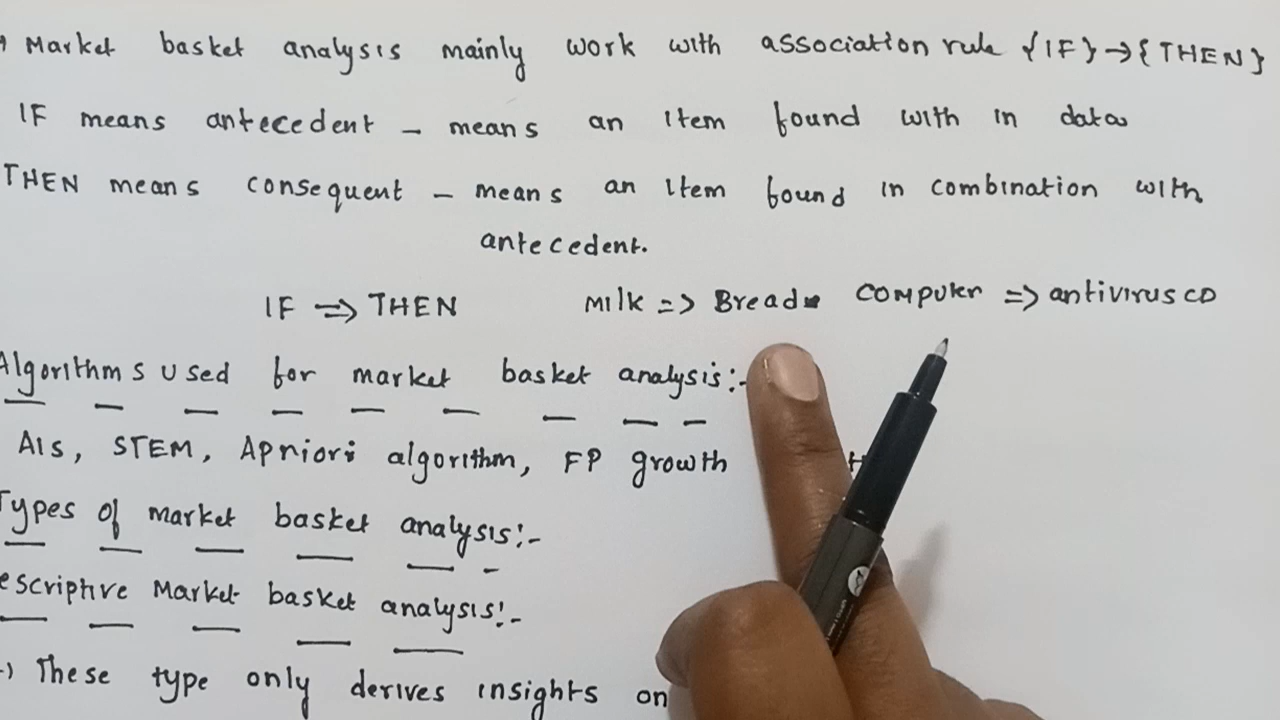 Market basket analysis mainly work with association rule {IF}→{THEN}
IF means antecedent – means an item found with in data
THEN means consequent – means an item found in combination with
antecedent.
IF => THEN Milk => Bread computer => antivirus CD
Algorithms used for market basket analysis:-
AIS, STEM, Apriori algorithm, FP growth
Types of market basket analysis:-
escriptive Market basket analysis:-
These type only derives insights on